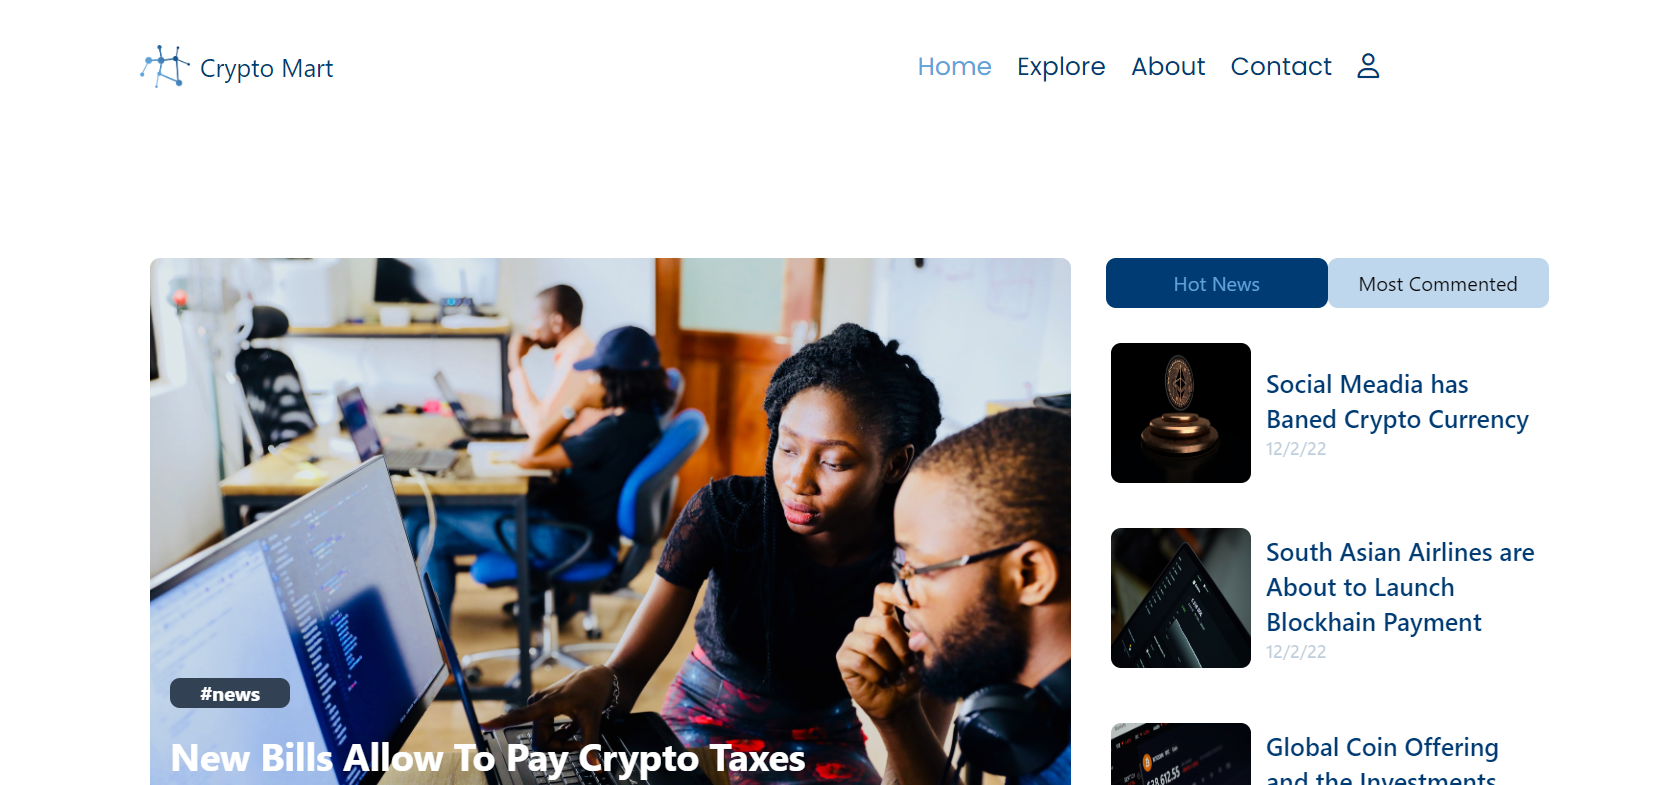 Crypto Mart
Home Explore About Contact
Hot News
Most Commented
#news
New Bills Allow To Pay Crypto Taxes
Social Meadia has
Baned Crypto Currency
12/2/22
South Asian Airlines are
About to Launch
Blockhain Payment
12/2/22
Global Coin Offering
and the Investments